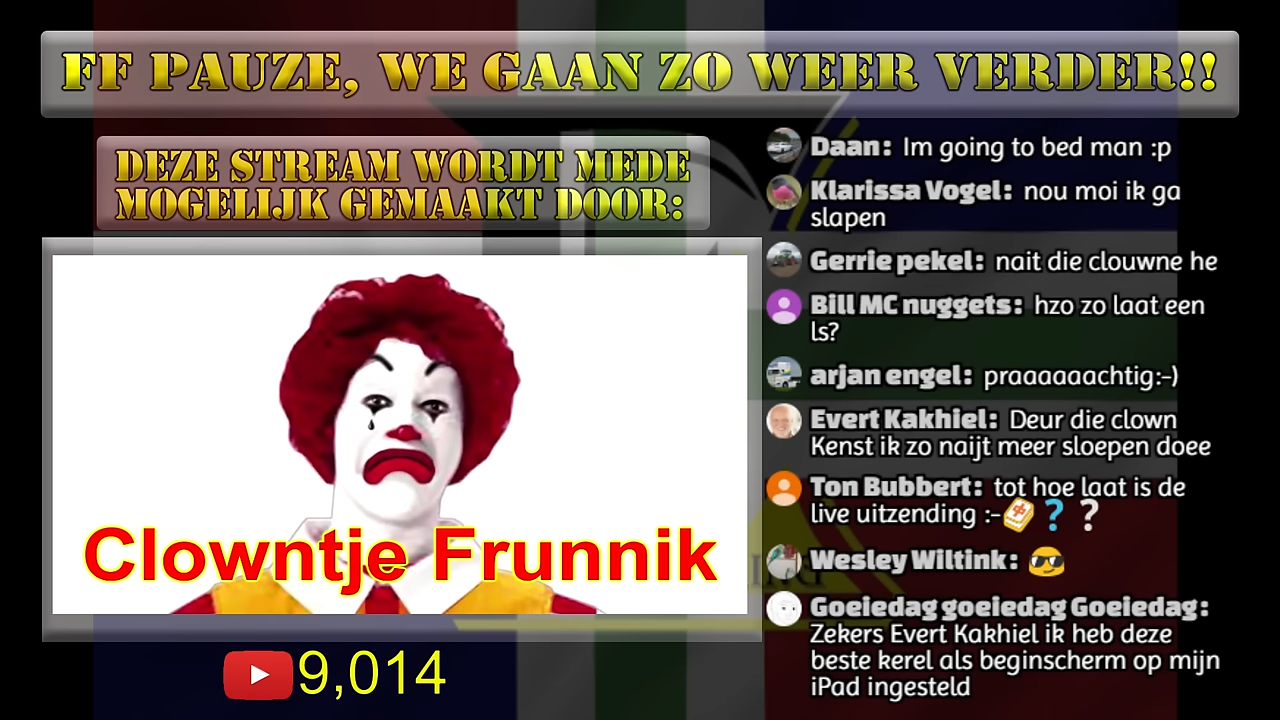 FF PAUZE, WE GAAN ZO WEER VERDER!!
DEZE STREAM WORDT MEDE
MOGELIJK GEMAAKT DOOR:
Clowntje Frunnik
9,014
Daan: Im going to bed man :p
Klarissa Vogel: nou moi ik ga
slapen
Gerrie pekel: nait die clouwne he
Bill MC nuggets: hzo zo laat een
ls?
arjan engel: praaaaaachtig:-)
Evert Kakhiel: Deur die clown
Kenst ik zo naijt meer sloepen doee
Ton Bubbert: tot hoe laat is de
live uitzending :-❓❔
Wesley Wiltink: 😎
Goeiedag goeiedag Goeiedag:
Zekers Evert Kakhiel ik heb deze
beste kerel als beginscherm op mijn
iPad ingesteld